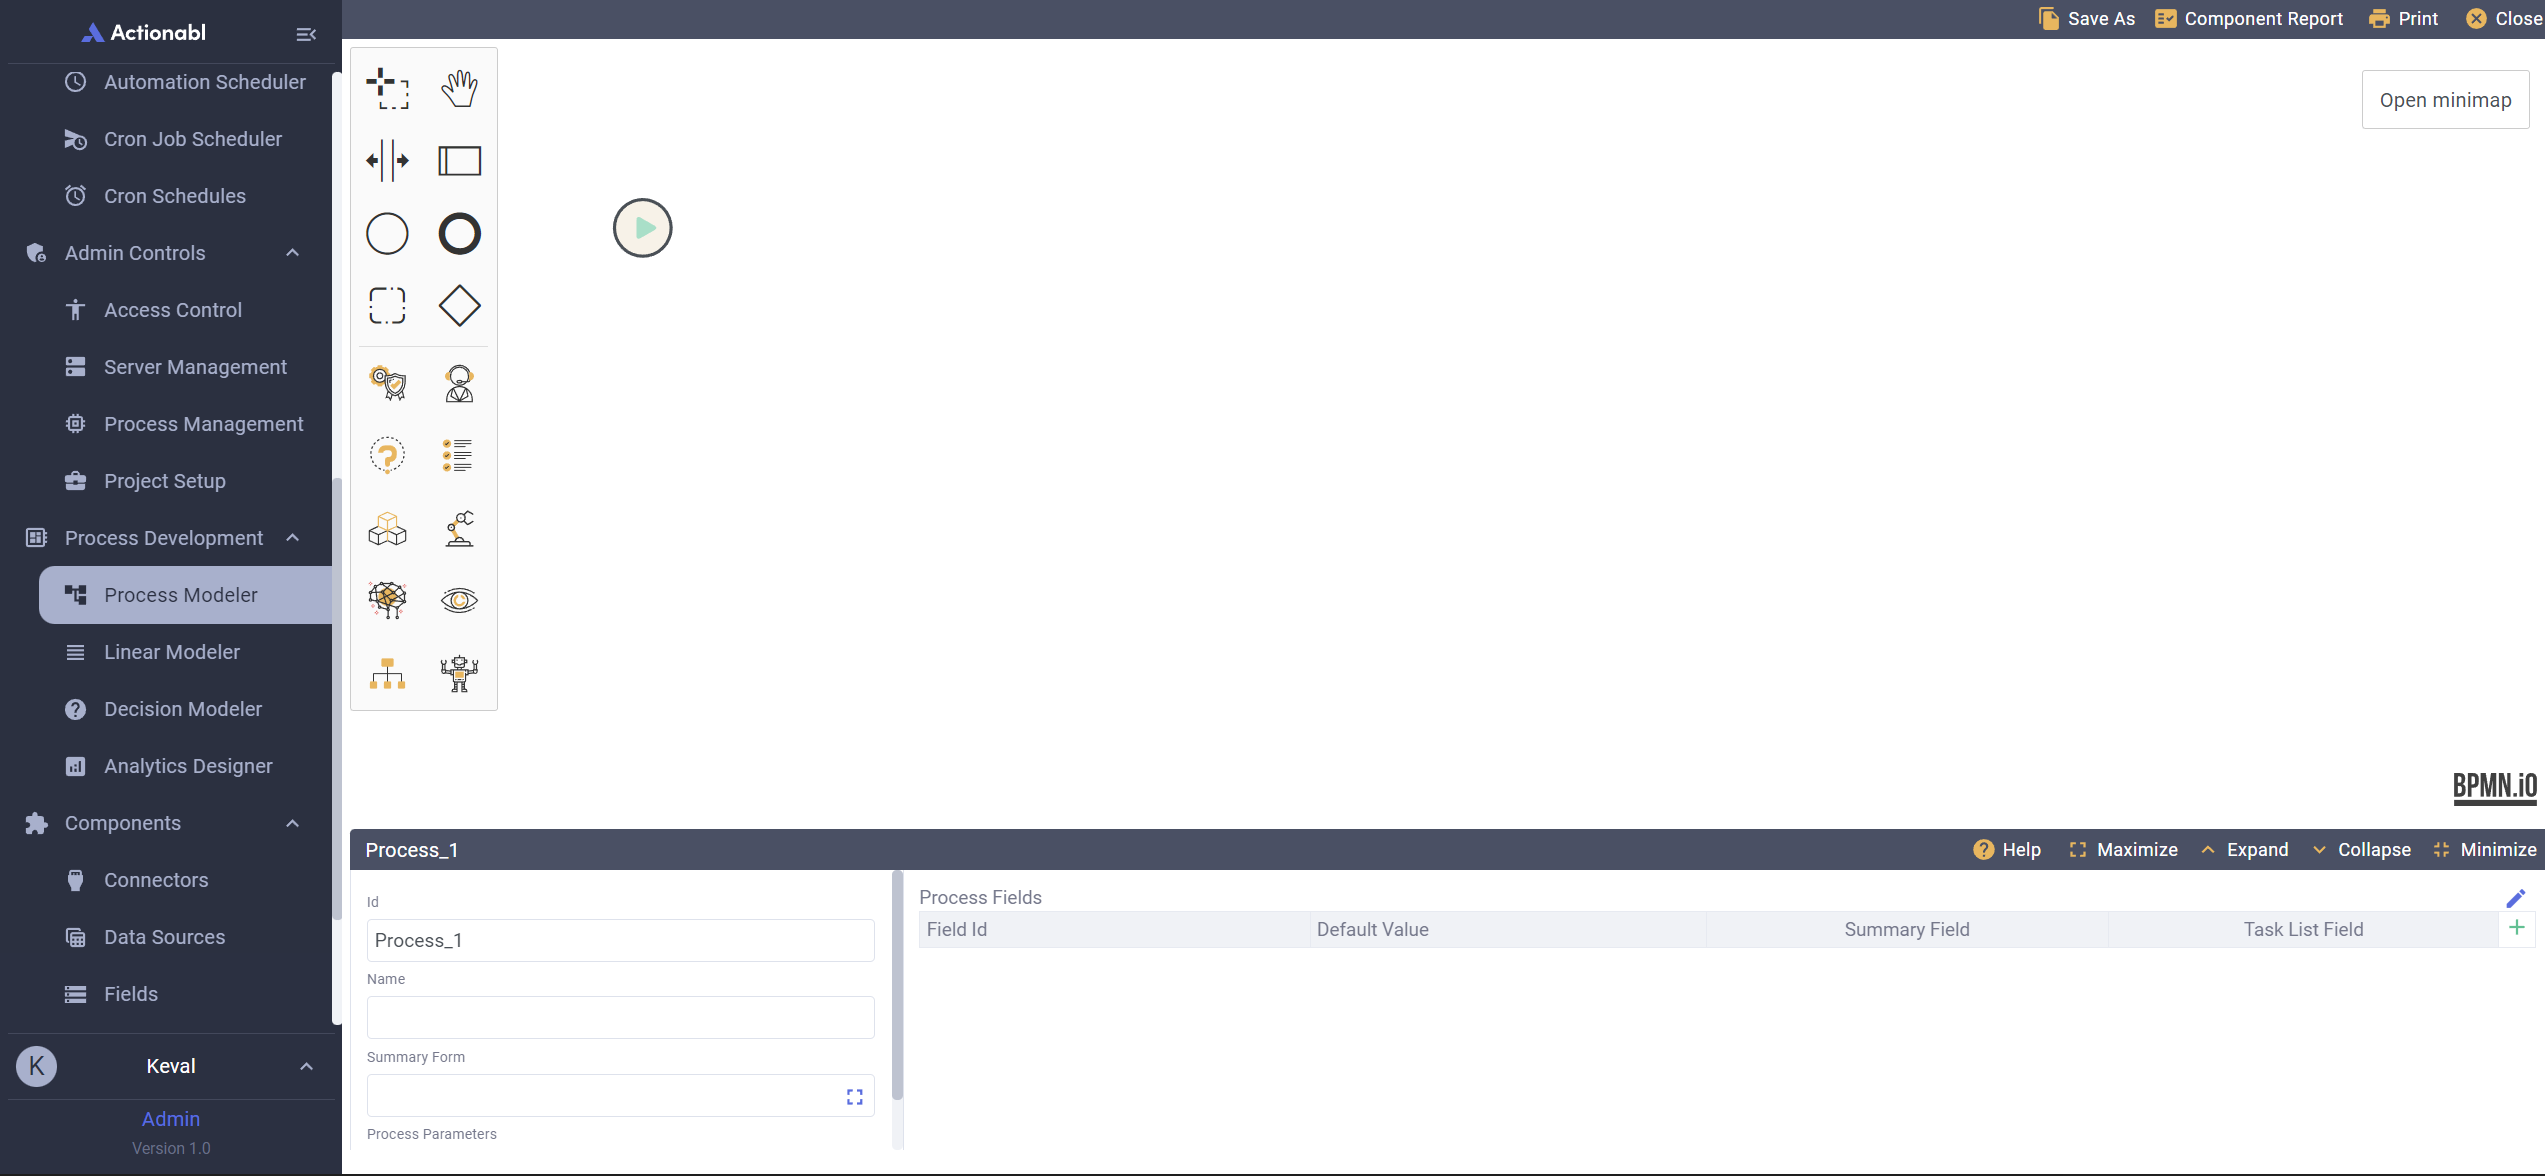 Actionabl
Automation Scheduler
Cron Job Scheduler
Cron Schedules
Admin Controls
Access Control
Server Management
Process Management
Project Setup
Process Development
Process Modeler
Linear Modeler
Decision Modeler
Analytics Designer
Components
Connectors
Data Sources
Fields
K
Keval
Admin
Version 1.0
Save As
Component Report
Print
Close
Open minimap
BPMN.iO
Process_1
Help
Maximize
Expand
Collapse
Minimize
Id
Process_1
Name
Summary Form
Process Parameters
Process Fields
Field Id
Default Value
Summary Field
Task List Field